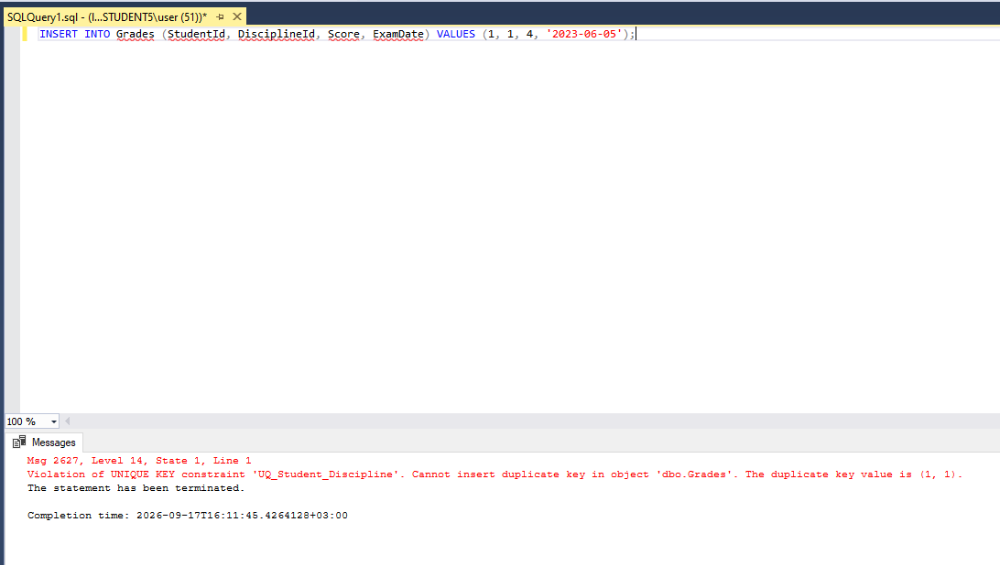 SQLQuery1.sql - (l...STUDENT5\user (51))*
INSERT INTO Grades (StudentId, DisciplineId, Score, ExamDate) VALUES (1, 1, 4, '2023-06-05');
100 %
Messages
Msg 2627, Level 14, State 1, Line 1
Violation of UNIQUE KEY constraint 'UQ_Student_Discipline'. Cannot insert duplicate key in object 'dbo.Grades'. The duplicate key value is (1, 1).
The statement has been terminated.
Completion time: 2026-09-17T16:11:45.4264128+03:00